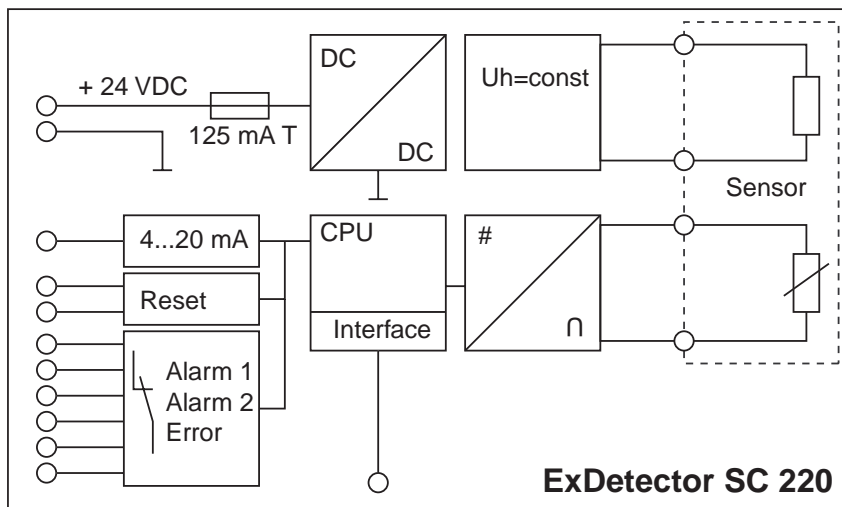 + 24 VDC
125 mA T
DC
DC
Uh=const
Sensor
4...20 mA
Reset
Alarm 1
Alarm 2
Error
CPU
Interface
#
∩
ExDetector SC 220